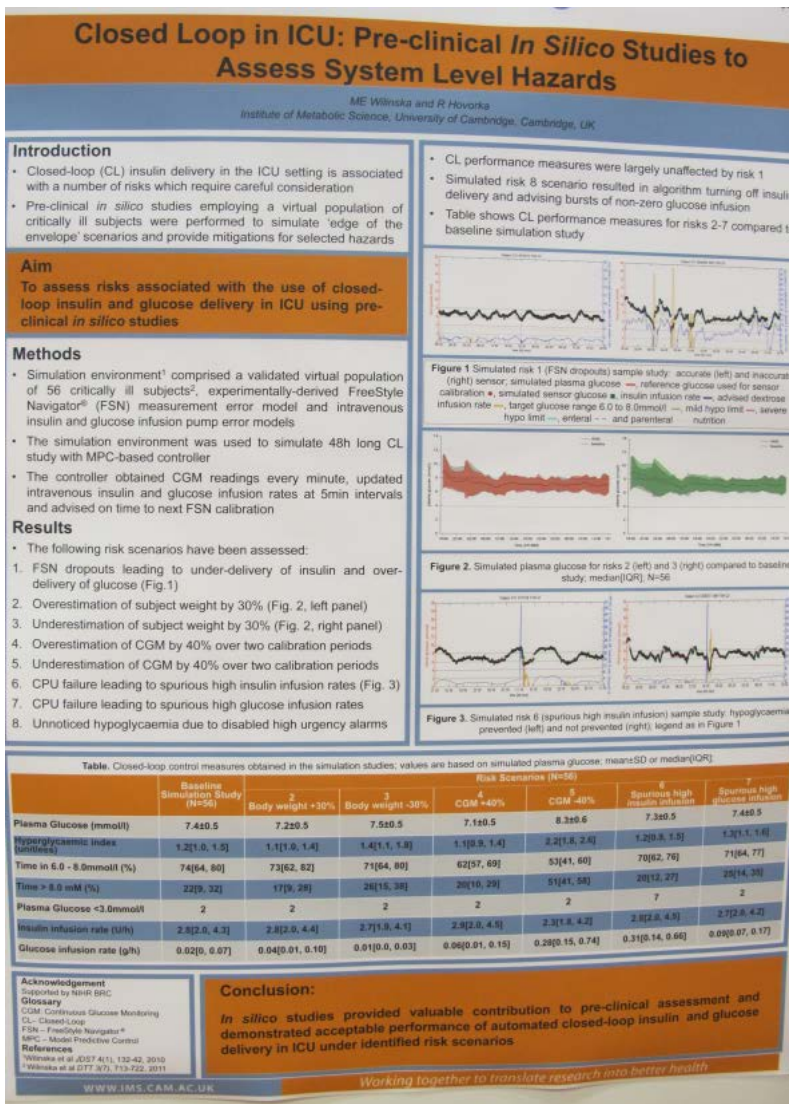 Closed Loop in ICU: Pre-clinical In Silico Studies to
Assess System Level Hazards
ME Wilinska and R Hovorka
Institute of Metabolic Science, University of Cambridge, Cambridge, UK
Introduction
• Closed-loop (CL) insulin delivery in the ICU setting is associated
with a number of risks which require careful consideration
• Pre-clinical in silico studies employing a virtual population of
critically ill subjects were performed to simulate 'edge of the
envelope' scenarios and provide mitigations for selected hazards
Aim
To assess risks associated with the use of closed-
loop insulin and glucose delivery in ICU using pre-
clinical in silico studies
Methods
• Simulation environment¹ comprised a validated virtual population
of 56 critically ill subjects², experimentally-derived FreeStyle
Navigator® (FSN) measurement error model and intravenous
insulin and glucose infusion pump error models
• The simulation environment was used to simulate 48h long CL
study with MPC-based controller
• The controller obtained CGM readings every minute, updated
intravenous insulin and glucose infusion rates at 5min intervals
and advised on time to next FSN calibration
Results
• The following risk scenarios have been assessed:
1. FSN dropouts leading to under-delivery of insulin and over-
delivery of glucose (Fig.1)
2. Overestimation of subject weight by 30% (Fig. 2, left panel)
3. Underestimation of subject weight by 30% (Fig. 2, right panel)
4. Overestimation of CGM by 40% over two calibration periods
5. Underestimation of CGM by 40% over two calibration periods
6. CPU failure leading to spurious high insulin infusion rates (Fig. 3)
7. CPU failure leading to spurious high glucose infusion rates
8. Unnoticed hypoglycaemia due to disabled high urgency alarms
• CL performance measures were largely unaffected by risk 1
• Simulated risk 8 scenario resulted in algorithm turning off insulin
delivery and advising bursts of non-zero glucose infusion
• Table shows CL performance measures for risks 2-7 compared t
baseline simulation study
Figure 1 Simulated risk 1 (FSN dropouts) sample study: accurate (left) and inaccurat
(right) sensor; simulated plasma glucose —, reference glucose used for sensor
calibration •, simulated sensor glucose ■, insulin infusion rate —, advised dextrose
infusion rate —, target glucose range 6.0 to 8.0mmol/l —, mild hypo limit —, severe
hypo limit —, enteral - - and parenteral nutrition
Figure 2. Simulated plasma glucose for risks 2 (left) and 3 (right) compared to baseline
study; median[IQR]; N=56
Figure 3. Simulated risk 6 (spurious high insulin infusion) sample study: hypoglycaemia
prevented (left) and not prevented (right); legend as in Figure 1
Table. Closed-loop control measures obtained in the simulation studies; values are based on simulated plasma glucose; mean±SD or median[IQR]
Risk Scenarios (N=56)
Baseline Simulation Study (N=56) 2 Body weight +30% 3 Body weight -30% 4 CGM +40% 5 CGM -40% 6 Spurious high insulin infusion 7 Spurious high glucose infusion
Plasma Glucose (mmol/l) 7.4±0.5 7.2±0.5 7.5±0.5 7.1±0.5 8.3±0.6 7.3±0.5 7.4±0.5
Hyperglycaemic index (unitless) 1.2[1.0, 1.5] 1.1[1.0, 1.4] 1.4[1.1, 1.8] 1.1[0.9, 1.4] 2.2[1.8, 2.6] 1.2[0.9, 1.5] 1.3[1.1, 1.6]
Time in 6.0 - 8.0mmol/l (%) 74[64, 80] 73[62, 82] 71[64, 80] 62[57, 69] 53[41, 60] 70[62, 76] 71[64, 77]
Time > 8.0 mM (%) 22[9, 32] 17[9, 28] 26[15, 38] 20[10, 29] 51[41, 58] 20[12, 27] 25[14, 35]
Plasma Glucose <3.0mmol/l 2 2 2 2 2 7 2
Insulin infusion rate (U/h) 2.8[2.0, 4.3] 2.8[2.0, 4.4] 2.7[1.9, 4.1] 2.9[2.0, 4.5] 2.3[1.8, 4.2] 2.8[2.0, 4.5] 2.7[2.0, 4.2]
Glucose infusion rate (g/h) 0.02[0, 0.07] 0.04[0.01, 0.10] 0.01[0.0, 0.03] 0.06[0.01, 0.15] 0.28[0.15, 0.74] 0.31[0.14, 0.66] 0.09[0.07, 0.17]
Acknowledgement
Supported by NIHR BRC
Glossary
CGM: Continuous Glucose Monitoring
CL– Closed-Loop
FSN – FreeStyle Navigator®
MPC – Model Predictive Control
References
¹Wilinska et al JDST 4(1), 132-42, 2010
²Wilinska et al DTT 3(7), 713-722, 2011
Conclusion:
In silico studies provided valuable contribution to pre-clinical assessment and
demonstrated acceptable performance of automated closed-loop insulin and glucose
delivery in ICU under identified risk scenarios
WWW.IMS.CAM.AC.UK
Working together to translate research into better health